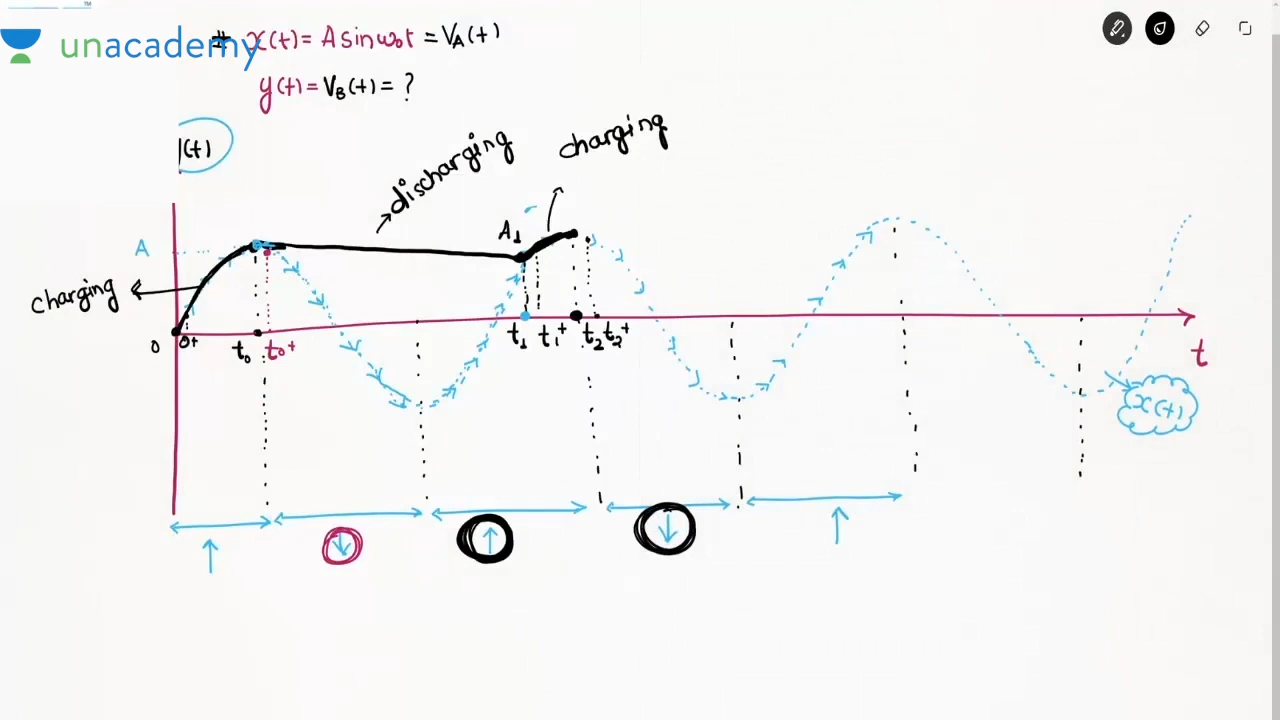 unacademy
# x(t) = A sin ω₀t = V_A(t)
y(t) = V_B(t) = ?
(t)
discharging
charging
A₁
A
charging
0
0+
t₀
t₀+
t₁
t₁+
t₂
t₂+
t
x(t)